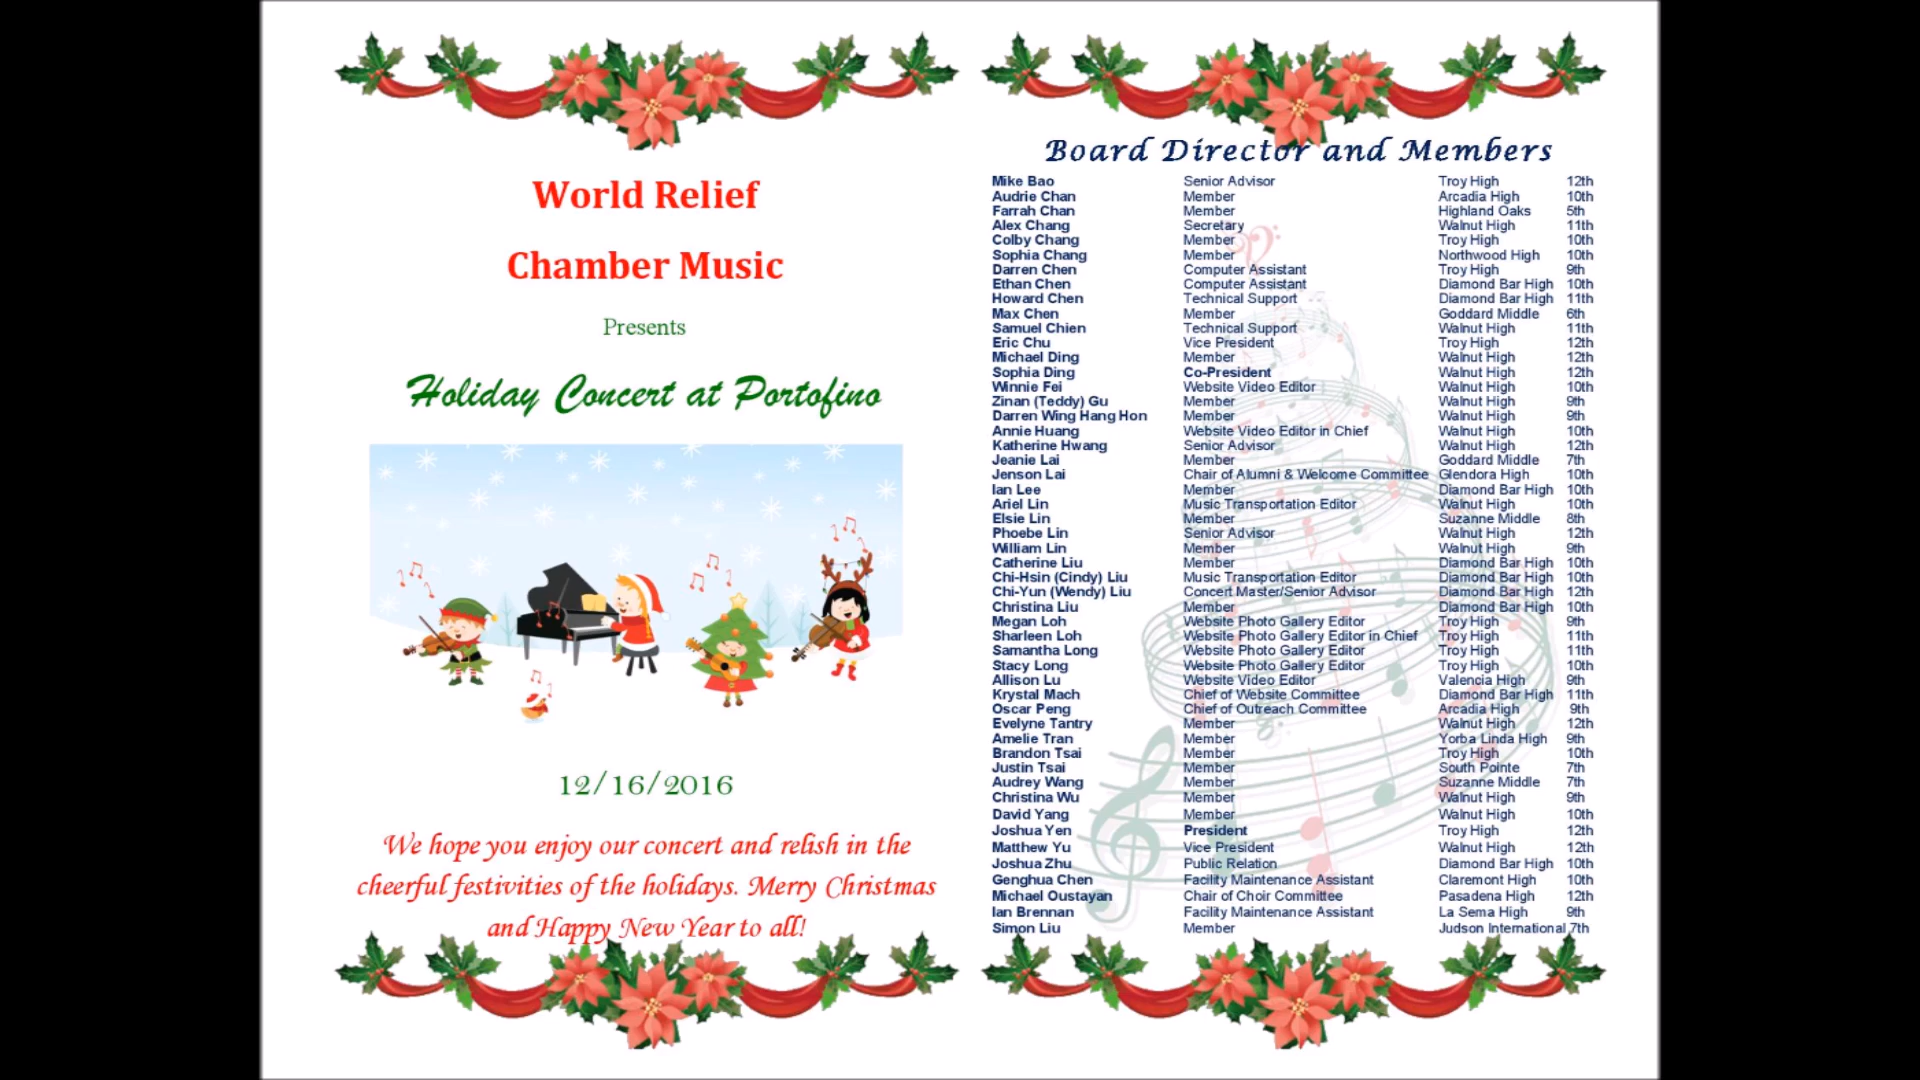 World Relief
Chamber Music
Presents
Holiday Concert at Portofino
12/16/2016
We hope you enjoy our concert and relish in the
cheerful festivities of the holidays. Merry Christmas
and Happy New Year to all!
Board Director and Members
Mike Bao Senior Advisor Troy High 12th
Audrie Chan Member Arcadia High 10th
Farrah Chan Member Highland Oaks 5th
Alex Chang Secretary Walnut High 11th
Colby Chang Member Troy High 10th
Sophia Chang Member Northwood High 10th
Darren Chen Computer Assistant Troy High 9th
Ethan Chen Computer Assistant Diamond Bar High 10th
Howard Chen Technical Support Diamond Bar High 11th
Max Chen Member Goddard Middle 6th
Samuel Chien Technical Support Walnut High 11th
Eric Chu Vice President Troy High 12th
Michael Ding Member Walnut High 12th
Sophia Ding Co-President Walnut High 12th
Winnie Fei Website Video Editor Walnut High 10th
Zinan (Teddy) Gu Member Walnut High 9th
Darren Wing Hang Hon Member Walnut High 9th
Annie Huang Website Video Editor in Chief Walnut High 10th
Katherine Hwang Senior Advisor Walnut High 12th
Jeanie Lai Member Goddard Middle 7th
Jenson Lai Chair of Alumni & Welcome Committee Glendora High 10th
Ian Lee Member Diamond Bar High 10th
Ariel Lin Music Transportation Editor Walnut High 10th
Elsie Lin Member Suzanne Middle 8th
Phoebe Lin Senior Advisor Walnut High 12th
William Lin Member Walnut High 9th
Catherine Liu Member Diamond Bar High 10th
Chi-Hsin (Cindy) Liu Music Transportation Editor Diamond Bar High 10th
Chi-Yun (Wendy) Liu Concert Master/Senior Advisor Diamond Bar High 12th
Christina Liu Member Diamond Bar High 10th
Megan Loh Website Photo Gallery Editor Troy High 9th
Sharleen Loh Website Photo Gallery Editor in Chief Troy High 11th
Samantha Long Website Photo Gallery Editor Troy High 11th
Stacy Long Website Photo Gallery Editor Troy High 10th
Allison Lu Website Video Editor Valencia High 9th
Krystal Mach Chief of Website Committee Diamond Bar High 11th
Oscar Peng Chief of Outreach Committee Arcadia High 9th
Evelyne Tantry Member Walnut High 12th
Amelie Tran Member Yorba Linda High 9th
Brandon Tsai Member Troy High 10th
Justin Tsai Member South Pointe 7th
Audrey Wang Member Suzanne Middle 7th
Christina Wu Member Walnut High 9th
David Yang Member Walnut High 10th
Joshua Yen President Troy High 12th
Matthew Yu Vice President Walnut High 12th
Joshua Zhu Public Relation Diamond Bar High 10th
Genghua Chen Facility Maintenance Assistant Claremont High 10th
Michael Oustayan Chair of Choir Committee Pasadena High 12th
Ian Brennan Facility Maintenance Assistant La Sema High 9th
Simon Liu Member Judson International 7th